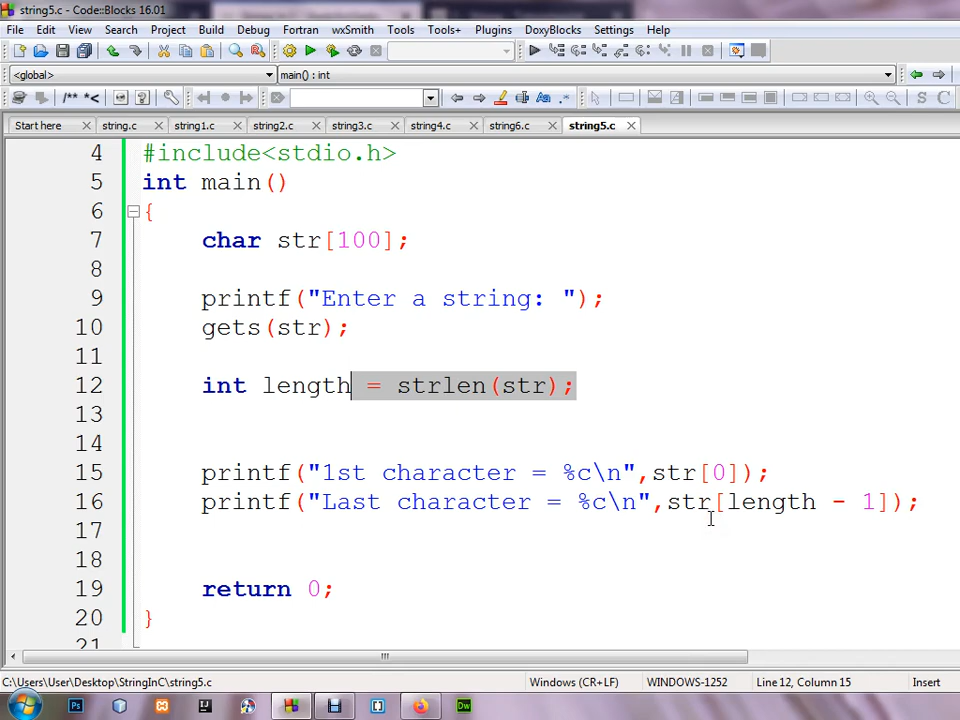 string5.c - Code::Blocks 16.01
File Edit View Search Project Build Debug Fortran wxSmith Tools Tools+ Plugins DoxyBlocks Settings Help
<global> main() : int
/** *< .* S C
Start here string.c string1.c string2.c string3.c string4.c string6.c string5.c
4 #include<stdio.h>
5 int main()
6 {
7 char str[100];
8
9 printf("Enter a string: ");
10 gets(str);
11
12 int length = strlen(str);
13
14
15 printf("1st character = %c\n",str[0]);
16 printf("Last character = %c\n",str[length - 1]);
17
18
19 return 0;
20 }
21
C:\Users\User\Desktop\StringInC\string5.c Windows (CR+LF) WINDOWS-1252 Line 12, Column 15 Insert
Ps Dw